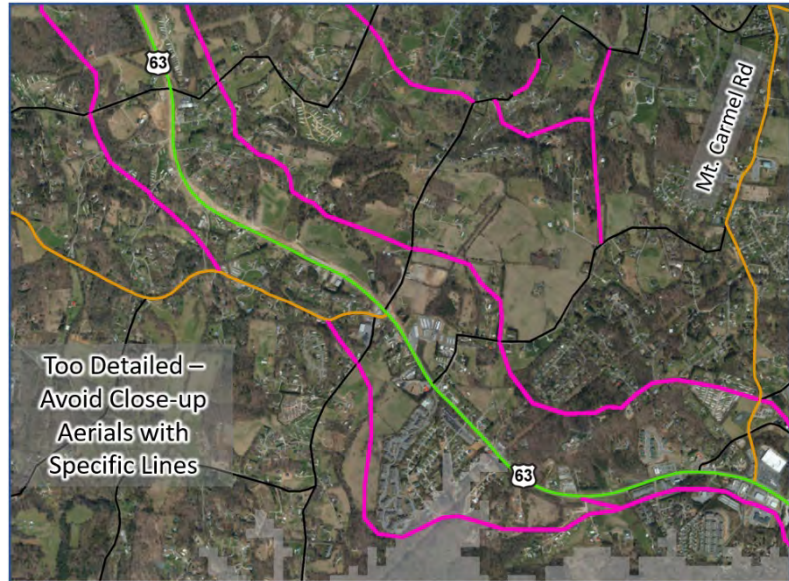 63
Mt. Carmel Rd
Too Detailed –
Avoid Close-up
Aerials with
Specific Lines
63